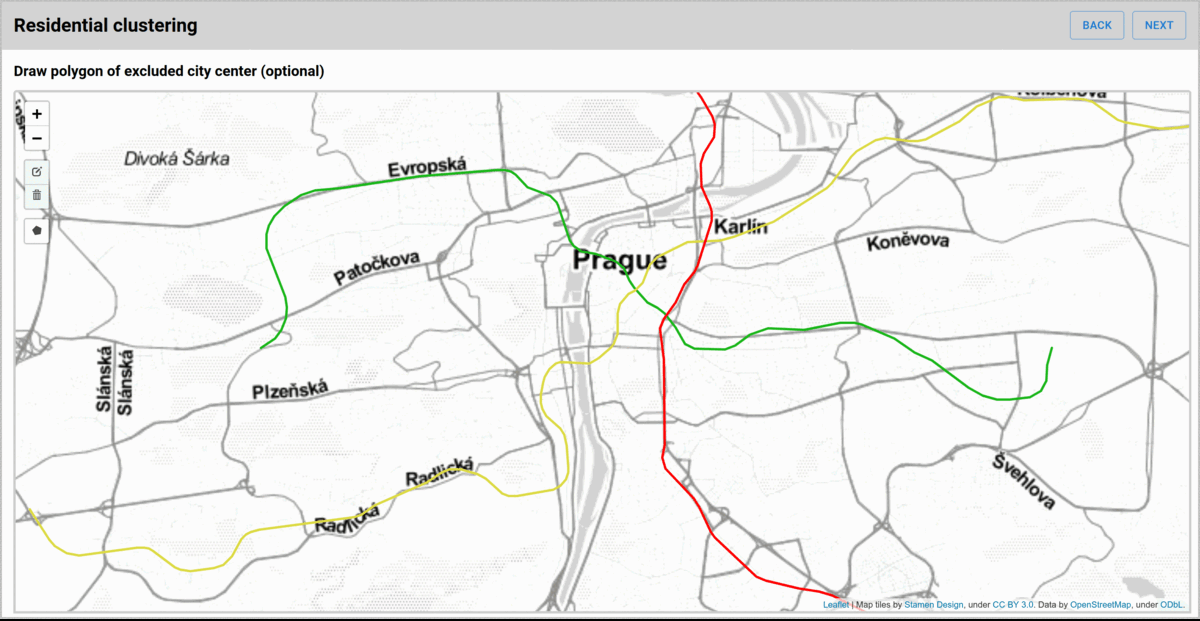 Residential clustering
BACK
NEXT
Draw polygon of excluded city center (optional)
+
−
Divoká Šárka
Evropská
Karlín
Koněvova
Prague
Patočkova
Slánská
Slánská
Plzeňská
Radlická
Radlická
Švehlova
Leaflet | Map tiles by Stamen Design, under CC BY 3.0. Data by OpenStreetMap, under ODbL.